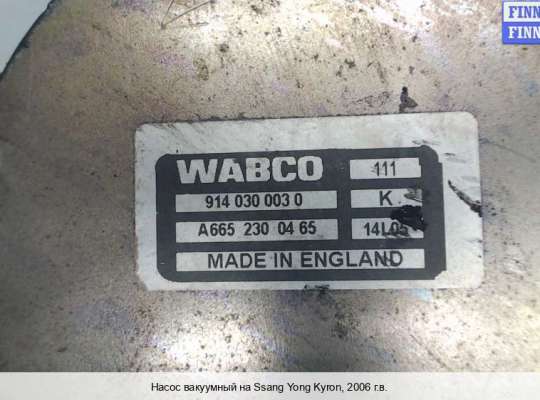 FINN
FINN
WABCO 111
914 030 003 0 K
A665 230 04 65 14L05
MADE IN ENGLAND
Насос вакуумный на Ssang Yong Kyron, 2006 г.в.